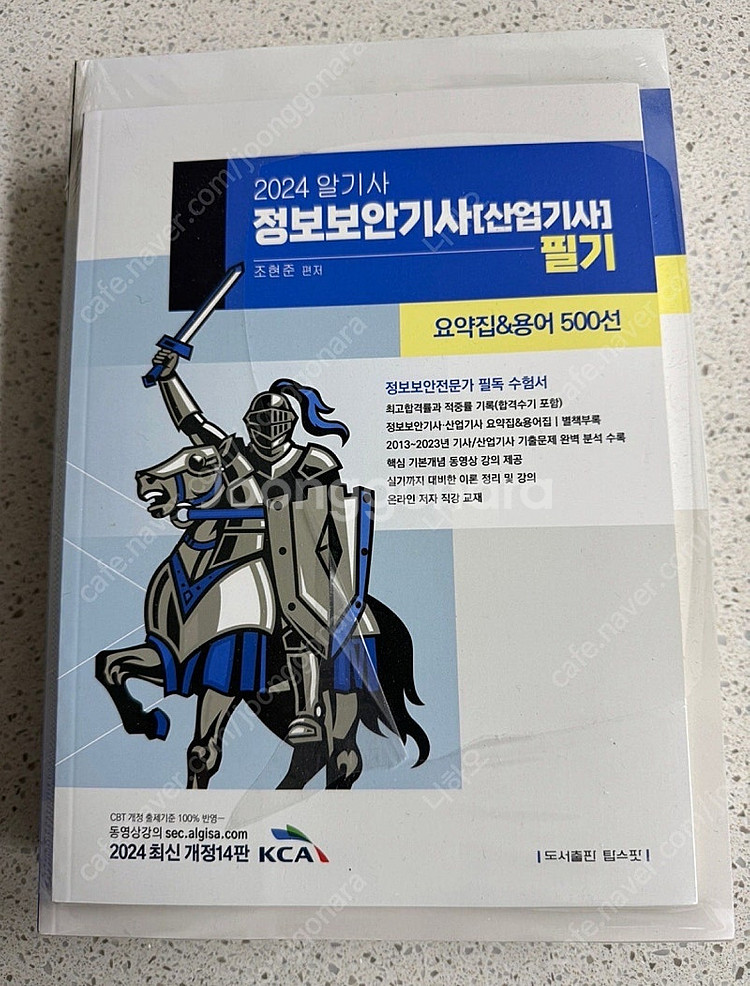 2024 알기사
정보보안기사[산업기사]
필기
조현준 편저
요약집&용어 500선
정보보안전문가 필독 수험서
최고합격률과 적중률 기록(합격수기 포함)
정보보안기사·산업기사 요약집&용어집 | 별책부록
2013~2023년 기사/산업기사 기출문제 완벽 분석 수록
핵심 기본개념 동영상 강의 제공
실기까지 대비한 이론 정리 및 강의
온라인 저자 직강 교재
joonggonara
cafe.naver.com/joonggonara
CBT 개정 출제기준 100% 반영
동영상강의 sec.algisa.com
2024 최신 개정14판 KCA
도서출판 탑스팟